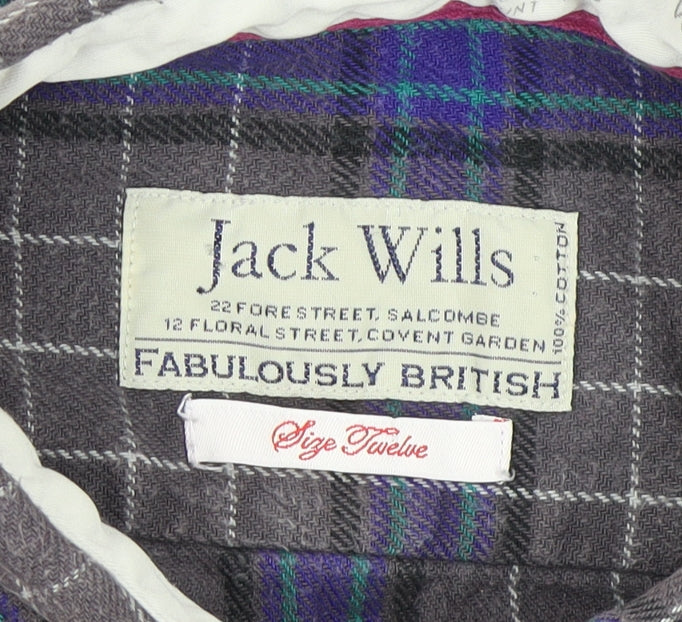 Jack Wills
22 FORE STREET, SALCOMBE
12 FLORAL STREET, COVENT GARDEN
100% COTTON
FABULOUSLY BRITISH
Size Twelve